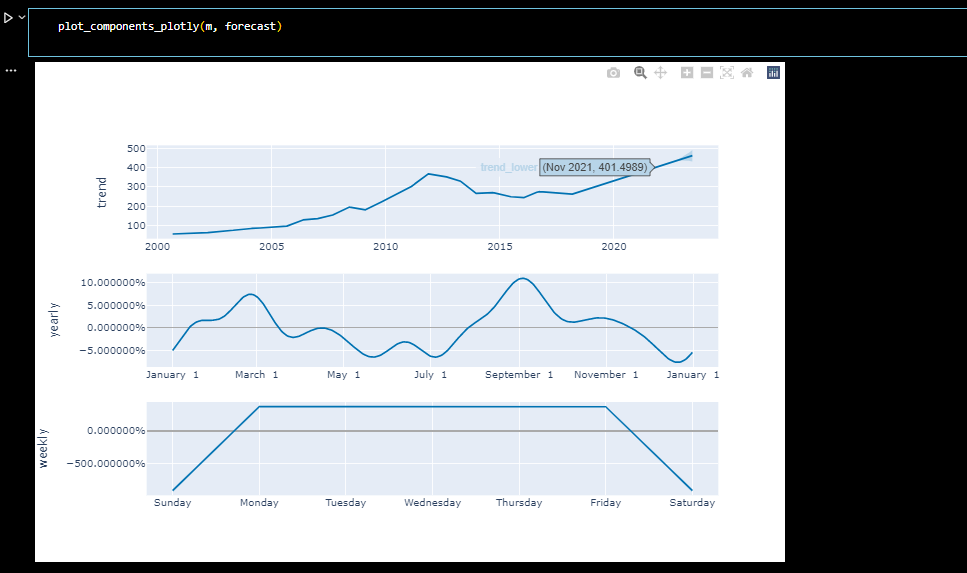 plot_components_plotly(m, forecast)
500
400
300
200
100
trend
trend_lower (Nov 2021, 401.4989)
2000 2005 2010 2015 2020
10.000000%
5.000000%
0.000000%
−5.000000%
yearly
January 1 March 1 May 1 July 1 September 1 November 1 January 1
0.000000%
−500.000000%
weekly
Sunday Monday Tuesday Wednesday Thursday Friday Saturday